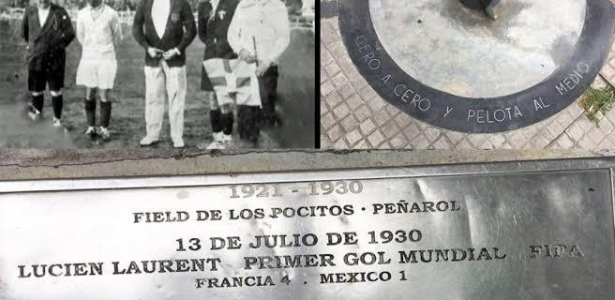 CERO A CERO Y PELOTA AL MEDIO
1921 - 1930
FIELD DE LOS POCITOS · PEÑAROL
13 DE JULIO DE 1930
LUCIEN LAURENT PRIMER GOL MUNDIAL FIFA
FRANCIA 4 . MEXICO 1